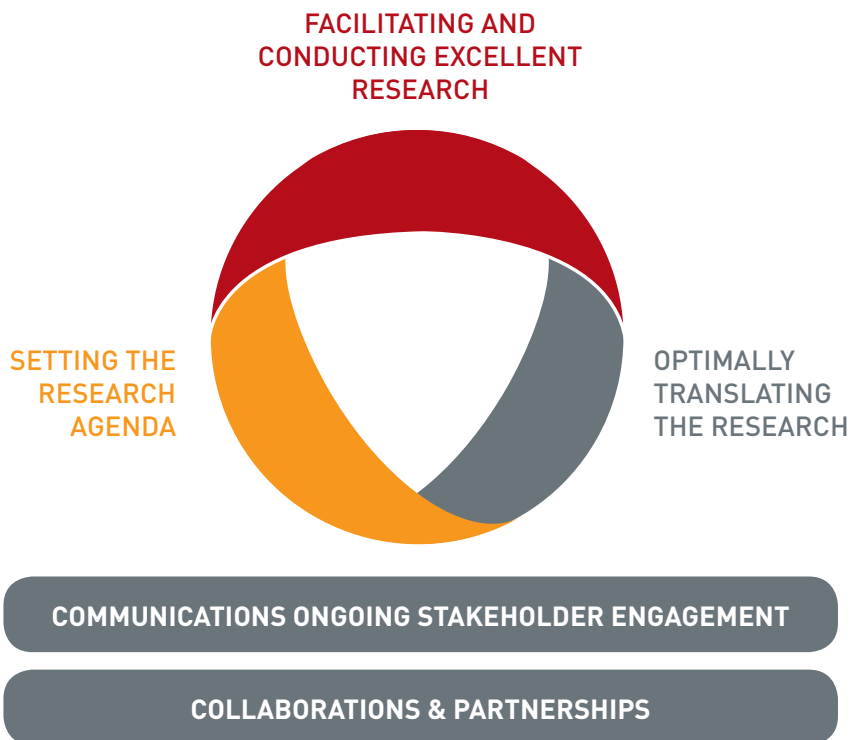 FACILITATING AND
CONDUCTING EXCELLENT
RESEARCH
SETTING THE
RESEARCH
AGENDA
OPTIMALLY
TRANSLATING
THE RESEARCH
COMMUNICATIONS ONGOING STAKEHOLDER ENGAGEMENT
COLLABORATIONS & PARTNERSHIPS